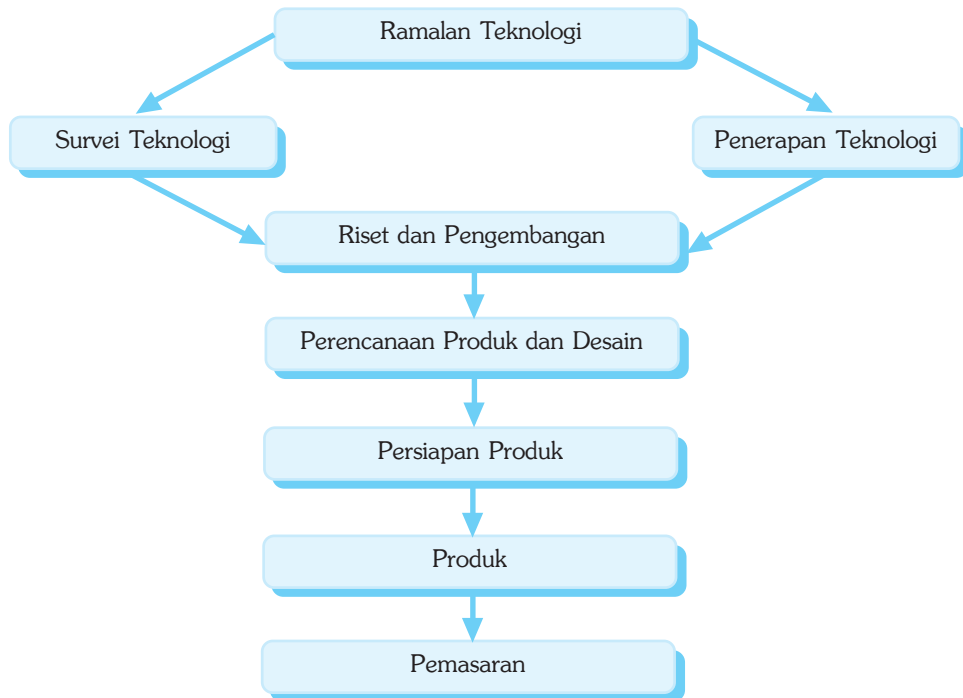 Ramalan Teknologi
Survei Teknologi
Penerapan Teknologi
Riset dan Pengembangan
Perencanaan Produk dan Desain
Persiapan Produk
Produk
Pemasaran